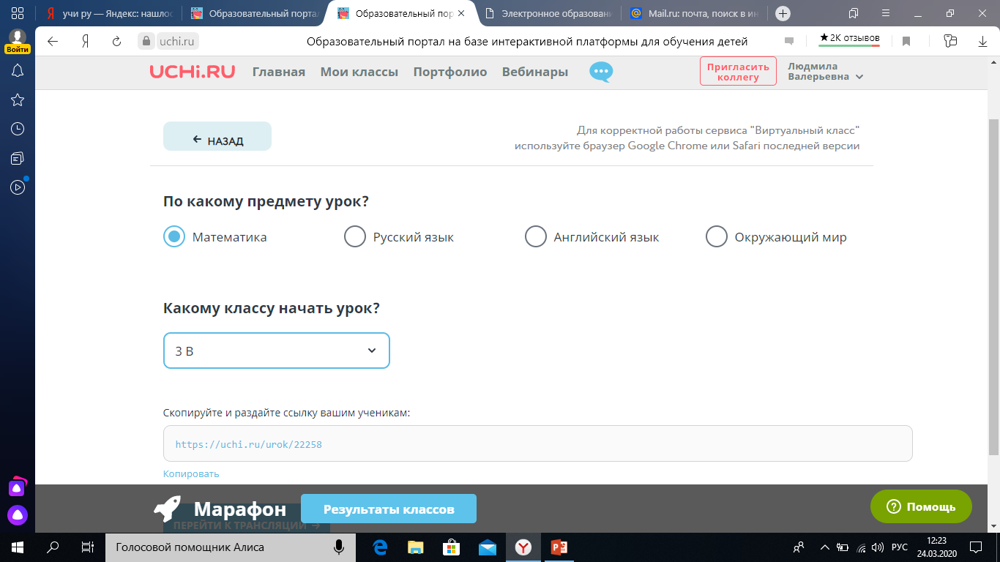 учи ру — Яндекс: нашлос
Образовательный портал
Образовательный пор
Электронное образован
Mail.ru: почта, поиск в ин
Войти
uchi.ru
Образовательный портал на базе интерактивной платформы для обучения детей
★2К отзывов
UCHi.RU
Главная
Мои классы
Портфолио
Вебинары
Пригласить
коллегу
Людмила
Валерьевна
← НАЗАД
Для корректной работы сервиса "Виртуальный класс"
используйте браузер Google Chrome или Safari последней версии
По какому предмету урок?
Математика
Русский язык
Английский язык
Окружающий мир
Какому классу начать урок?
3 В
Скопируйте и раздайте ссылку вашим ученикам:
https://uchi.ru/urok/22258
Копировать
Марафон
Результаты классов
ПЕРЕЙТИ К ТРАНСЛЯЦИИ →
Помощь
Голосовой помощник Алиса
РУС
12:23
24.03.2020